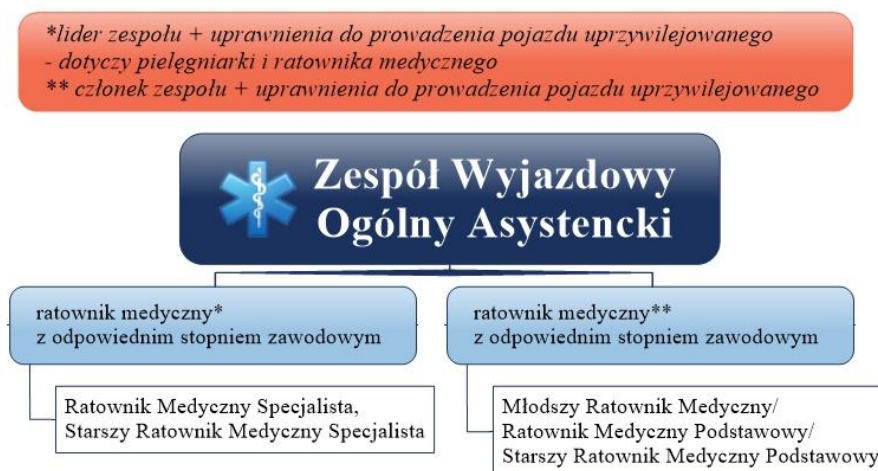 *lider zespołu + uprawnienia do prowadzenia pojazdu uprzywilejowanego
- dotyczy pielęgniarki i ratownika medycznego
** członek zespołu + uprawnienia do prowadzenia pojazdu uprzywilejowanego
Zespół Wyjazdowy
Ogólny Asystencki
ratownik medyczny*
z odpowiednim stopniem zawodowym
Ratownik Medyczny Specjalista,
Starszy Ratownik Medyczny Specjalista
ratownik medyczny**
z odpowiednim stopniem zawodowym
Młodszy Ratownik Medyczny/
Ratownik Medyczny Podstawowy/
Starszy Ratownik Medyczny Podstawowy